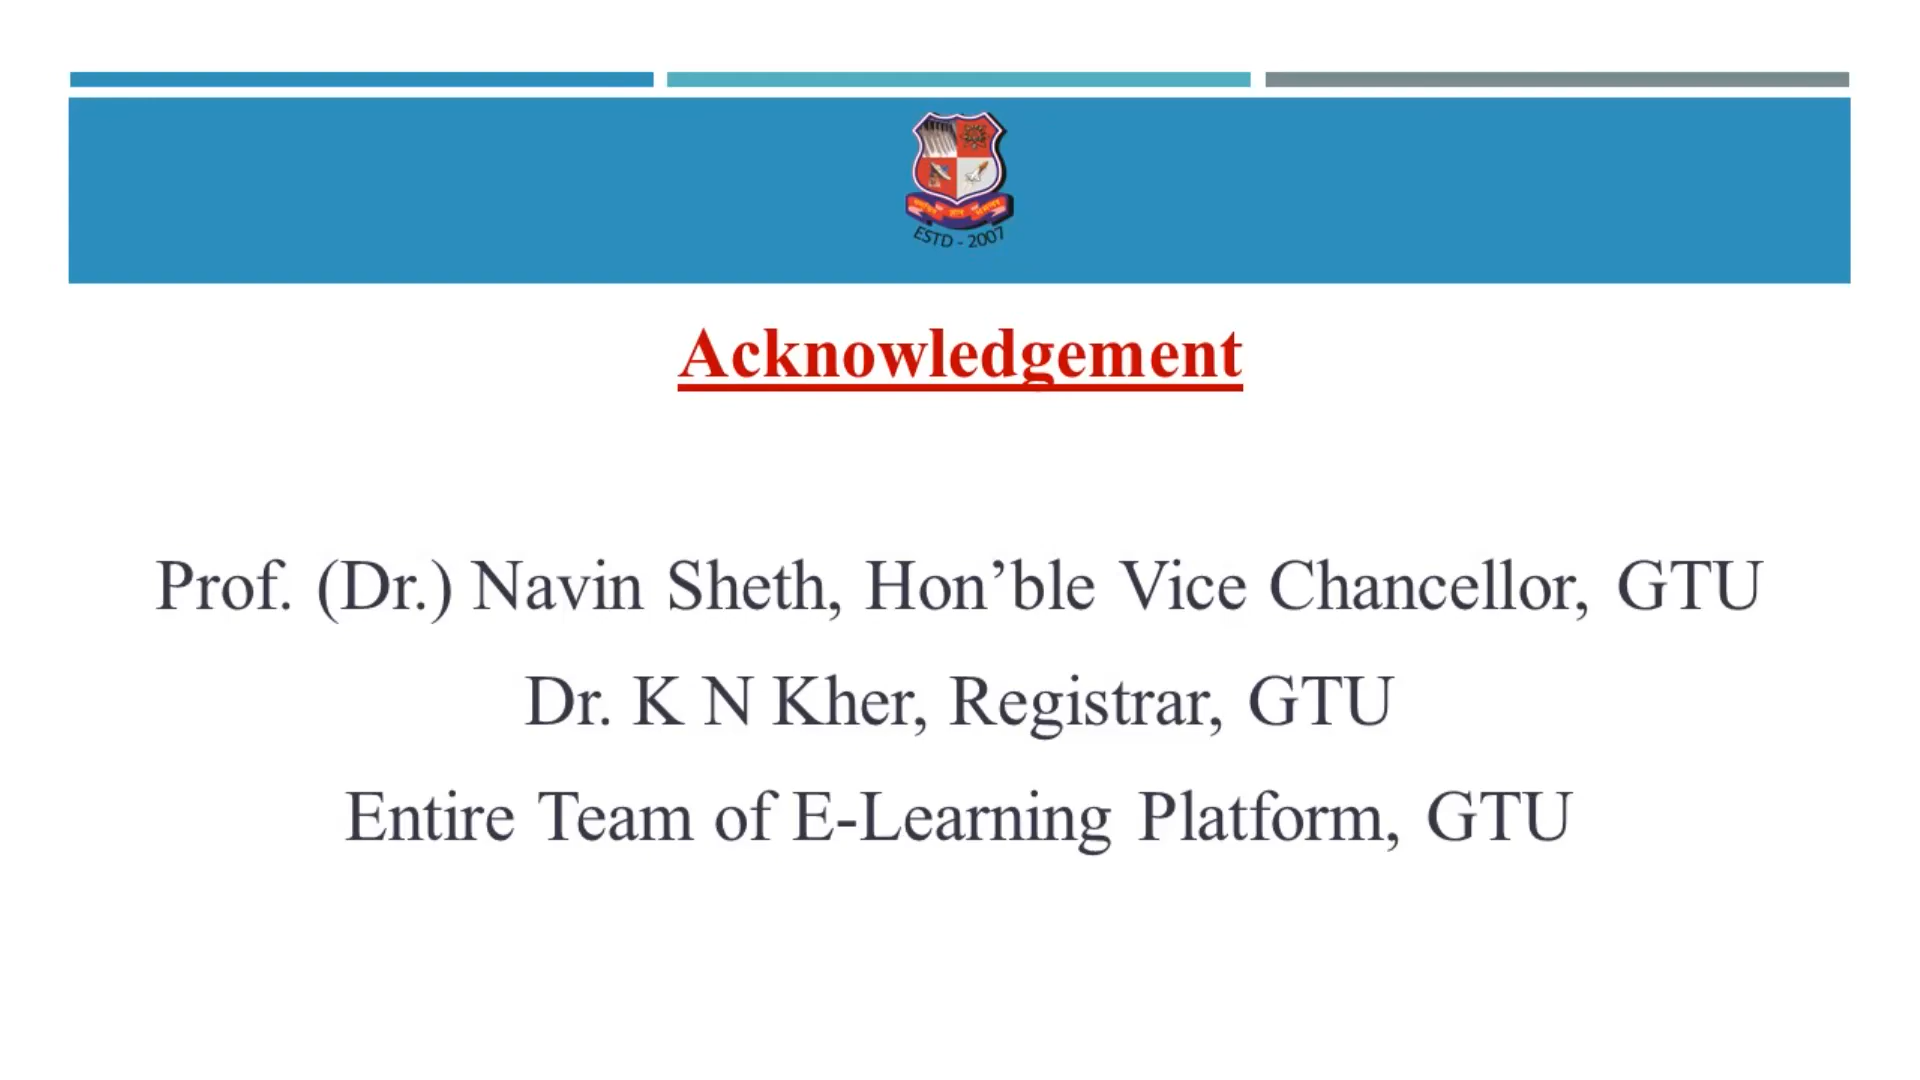 ESTD - 2007
Acknowledgement
Prof. (Dr.) Navin Sheth, Hon’ble Vice Chancellor, GTU
Dr. K N Kher, Registrar, GTU
Entire Team of E-Learning Platform, GTU